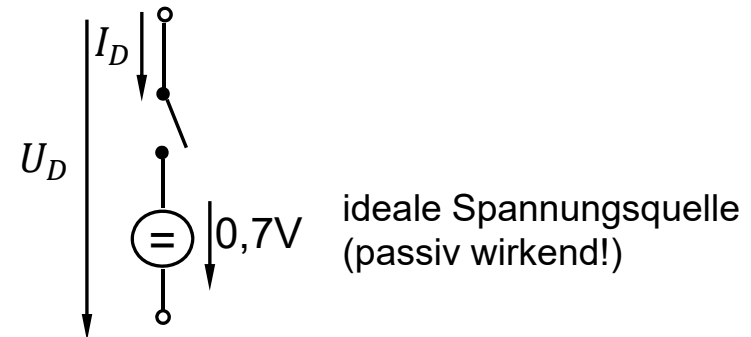 I_D
U_D
=
0,7V
ideale Spannungsquelle
(passiv wirkend!)